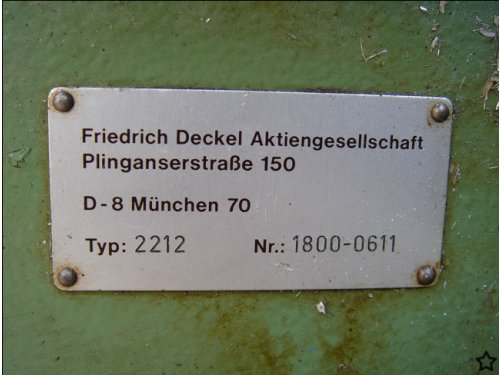 Friedrich Deckel Aktiengesellschaft
Plinganserstraße 150
D-8 München 70
Typ: 2212 Nr.: 1800-0611